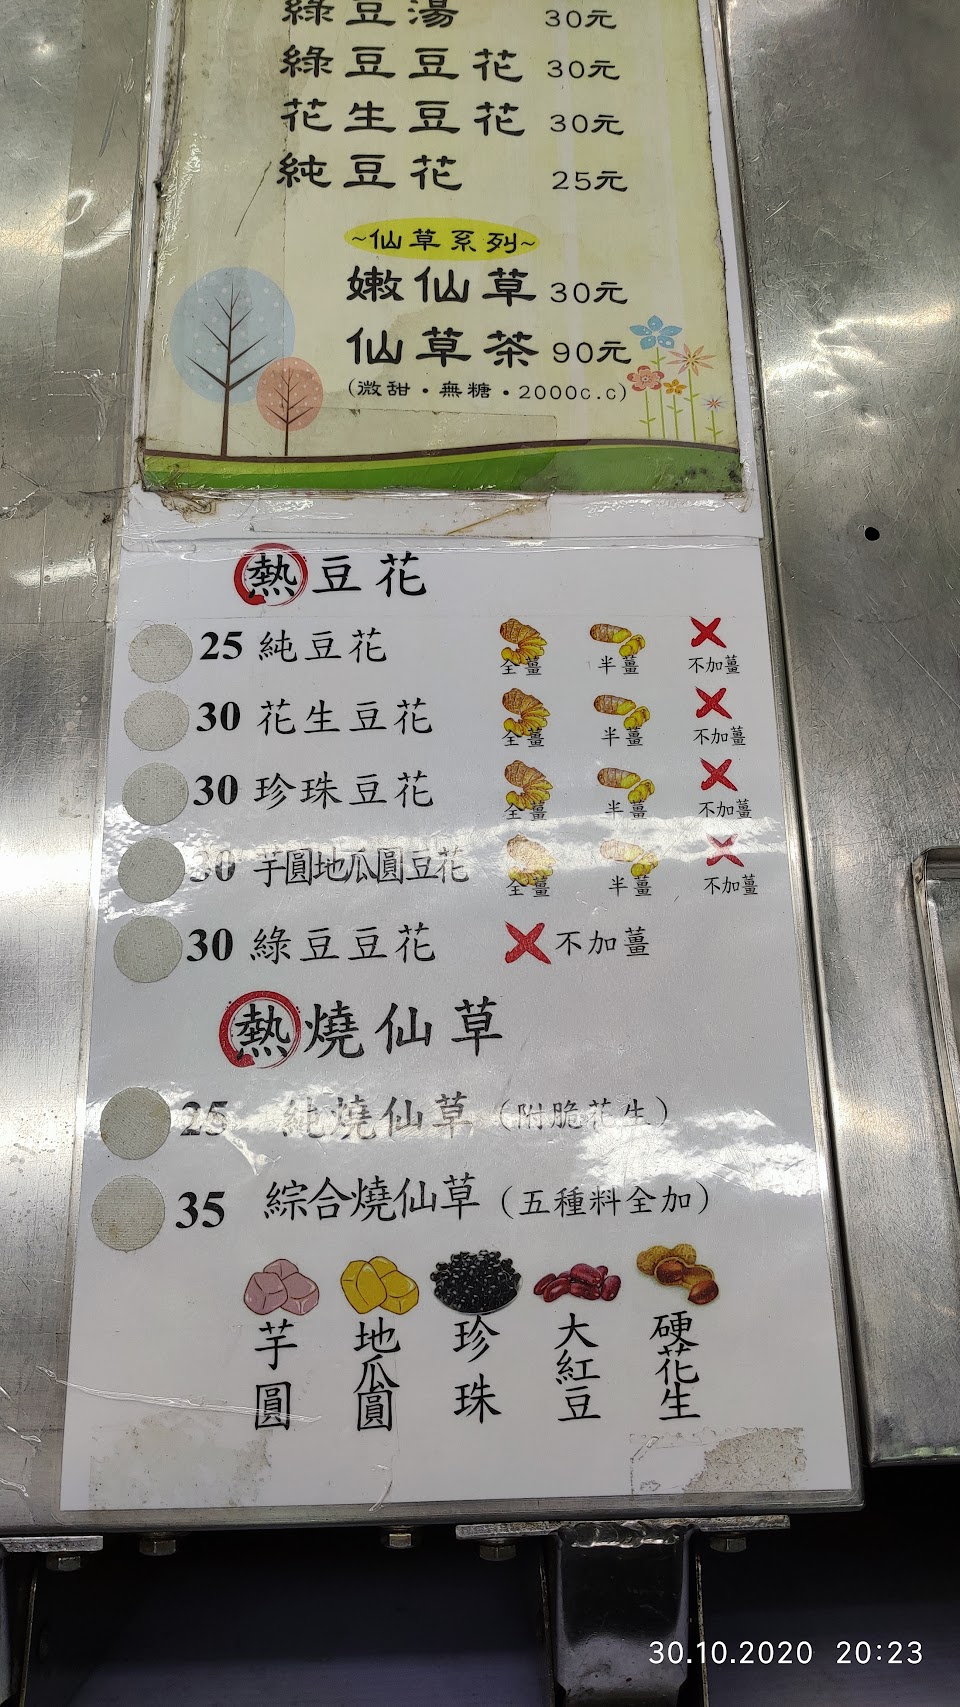 綠豆湯 30元
綠豆豆花 30元
花生豆花 30元
純豆花 25元
~仙草系列~
嫩仙草 30元
仙草茶 90元
(微甜・無糖・2000c.c)
熱豆花
25 純豆花 全薑 半薑 不加薑
30 花生豆花 全薑 半薑 不加薑
30 珍珠豆花 全薑 半薑 不加薑
30 芋圓地瓜圓豆花 全薑 半薑 不加薑
30 綠豆豆花 不加薑
熱燒仙草
25 純燒仙草 (附脆花生)
35 綜合燒仙草 (五種料全加)
芋圓 地瓜圓 珍珠 大紅豆 硬花生
30.10.2020 20:23